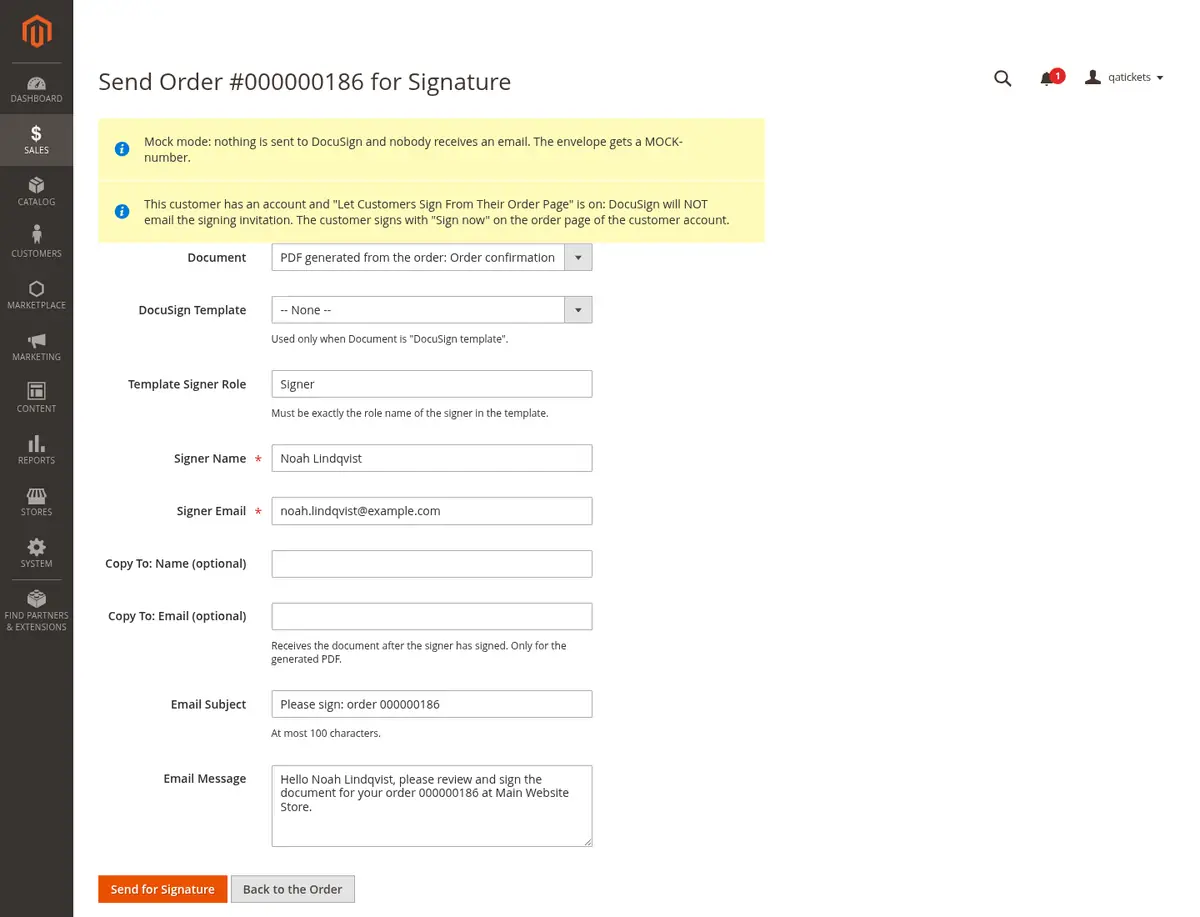 Send Order #000000186 for Signature
1
qatickets
DASHBOARD
SALES
CATALOG
CUSTOMERS
MARKETPLACE
MARKETING
CONTENT
REPORTS
STORES
SYSTEM
FIND PARTNERS
& EXTENSIONS
Mock mode: nothing is sent to DocuSign and nobody receives an email. The envelope gets a MOCK-
number.
This customer has an account and "Let Customers Sign From Their Order Page" is on: DocuSign will NOT
email the signing invitation. The customer signs with "Sign now" on the order page of the customer account.
Document PDF generated from the order: Order confirmation
DocuSign Template -- None --
Used only when Document is "DocuSign template".
Template Signer Role Signer
Must be exactly the role name of the signer in the template.
Signer Name * Noah Lindqvist
Signer Email * noah.lindqvist@example.com
Copy To: Name (optional)
Copy To: Email (optional)
Receives the document after the signer has signed. Only for the
generated PDF.
Email Subject Please sign: order 000000186
At most 100 characters.
Email Message Hello Noah Lindqvist, please review and sign the
document for your order 000000186 at Main Website
Store.
Send for Signature Back to the Order